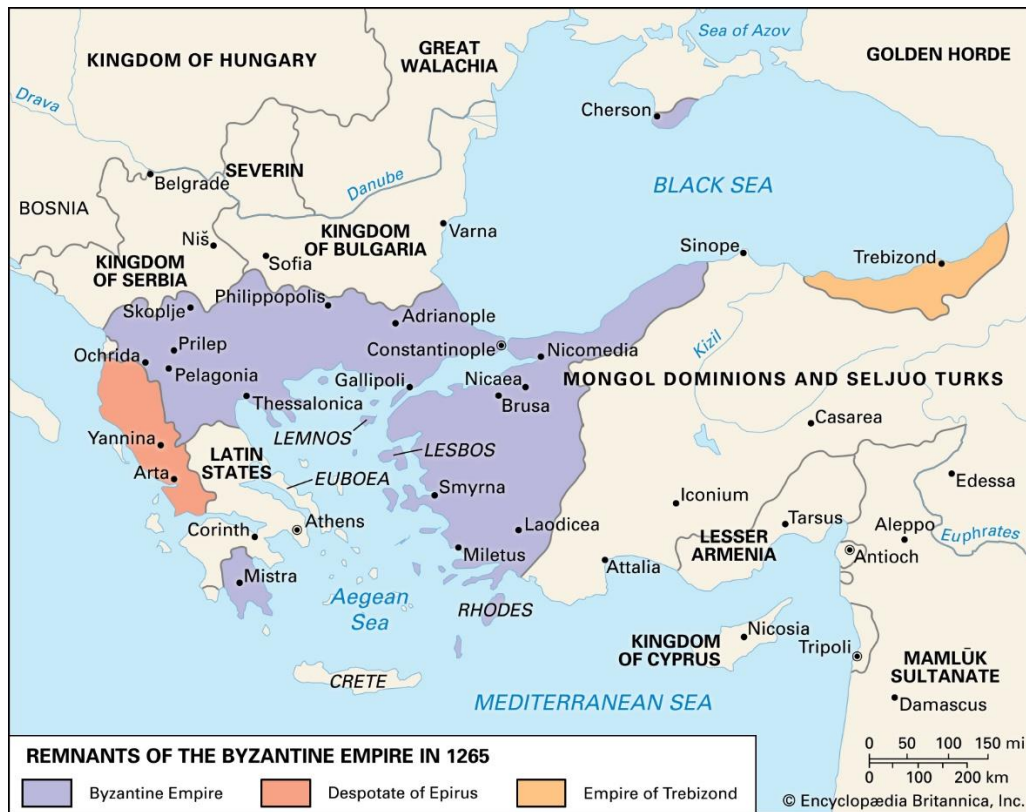 Sea of Azov
GREAT
WALACHIA
GOLDEN HORDE
KINGDOM OF HUNGARY
Drava
Cherson
SEVERIN
Belgrade
Danube
BLACK SEA
BOSNIA
KINGDOM
OF BULGARIA
Varna
Niš
Sofia
Sinope
Trebizond
KINGDOM
OF SERBIA
Philippopolis
Skoplje
Adrianople
Constantinople
Kizil
Prilep
Ochrida
Nicomedia
Pelagonia
Gallipoli
Nicaea
MONGOL DOMINIONS AND SELJUO TURKS
Brusa
Thessalonica
Casarea
LEMNOS
Yannina
LATIN
STATES
LESBOS
Arta
EUBOEA
Edessa
Smyrna
Iconium
Athens
Corinth
Laodicea
Tarsus
Aleppo
Euphrates
LESSER
ARMENIA
Miletus
Attalia
Antioch
Mistra
Aegean
Sea
RHODES
Nicosia
KINGDOM
OF CYPRUS
Tripoli
CRETE
MAMLŪK
SULTANATE
MEDITERRANEAN SEA
Damascus
REMNANTS OF THE BYZANTINE EMPIRE IN 1265
0 50 100 150 mi
0 100 200 km
Byzantine Empire
Despotate of Epirus
Empire of Trebizond
© Encyclopædia Britannica, Inc.